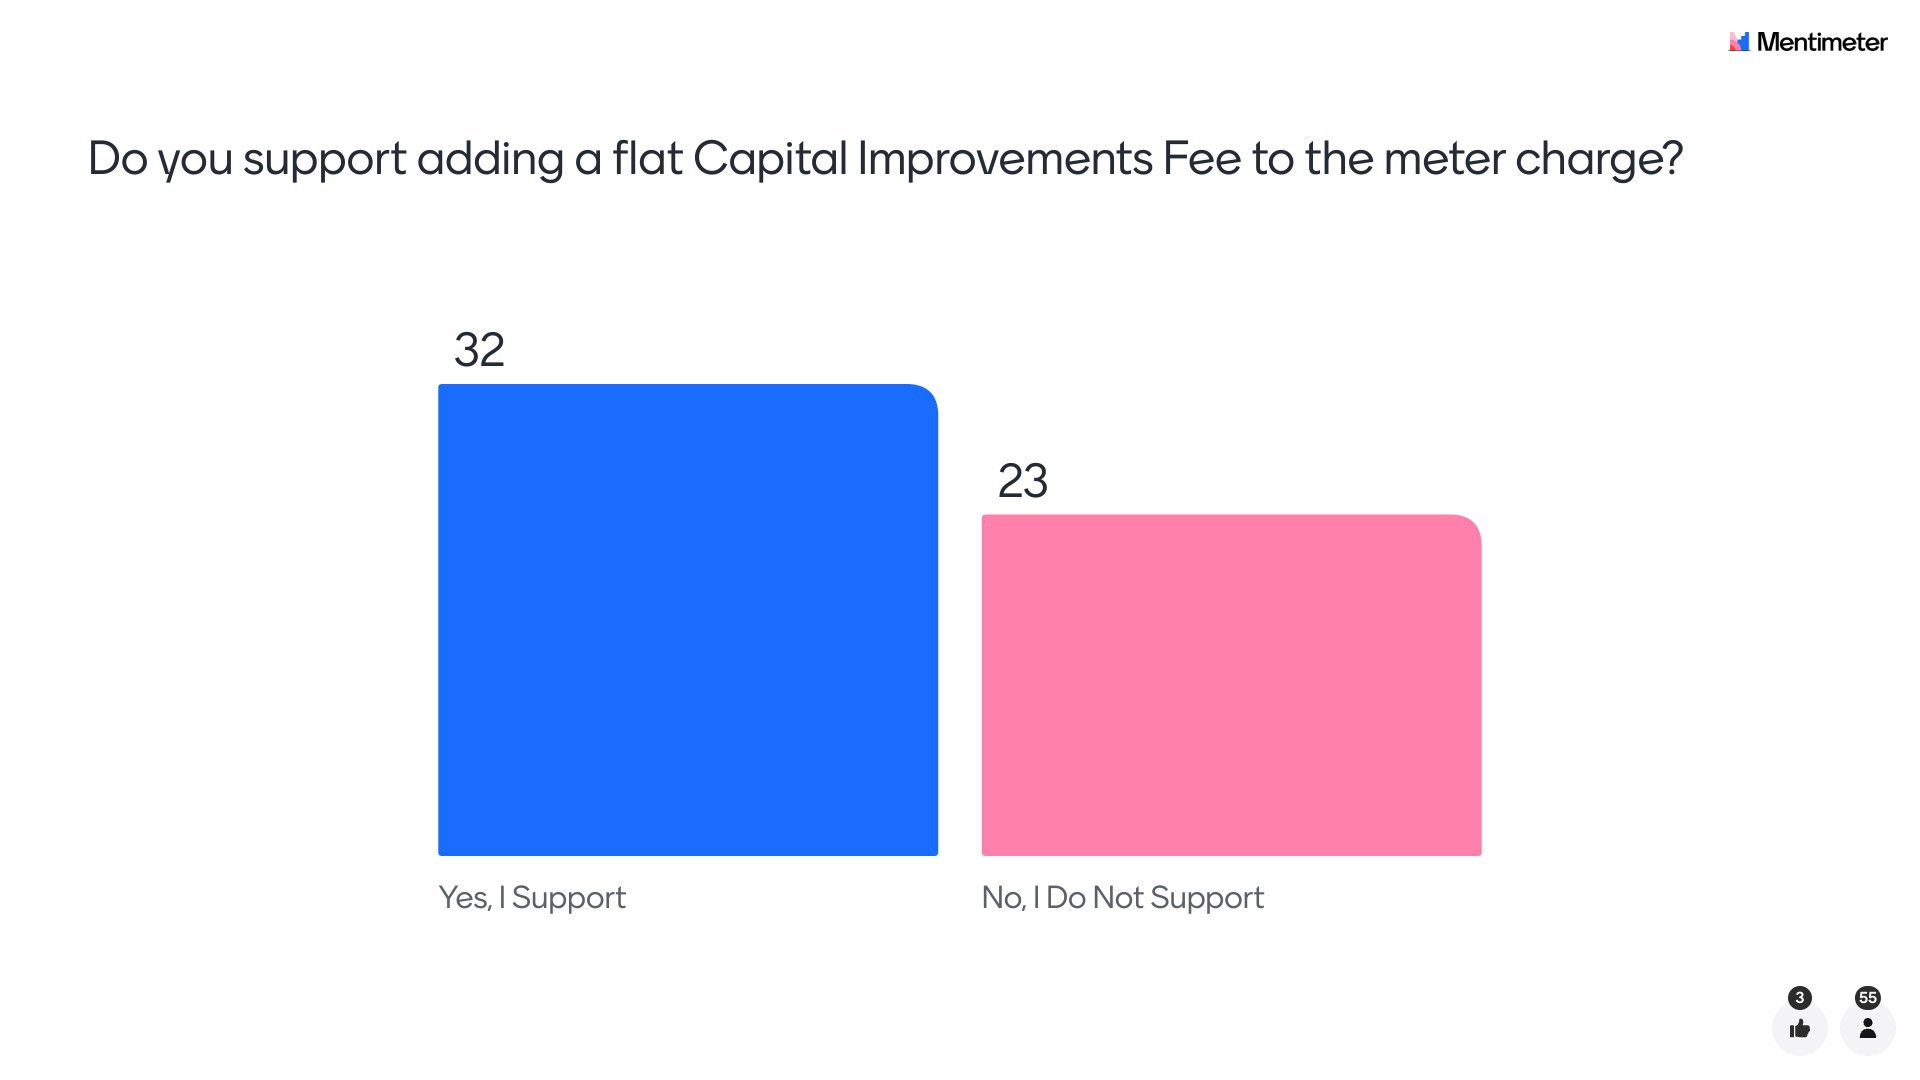 Mentimeter
Do you support adding a flat Capital Improvements Fee to the meter charge?
32
23
Yes, I Support
No, I Do Not Support
3
55